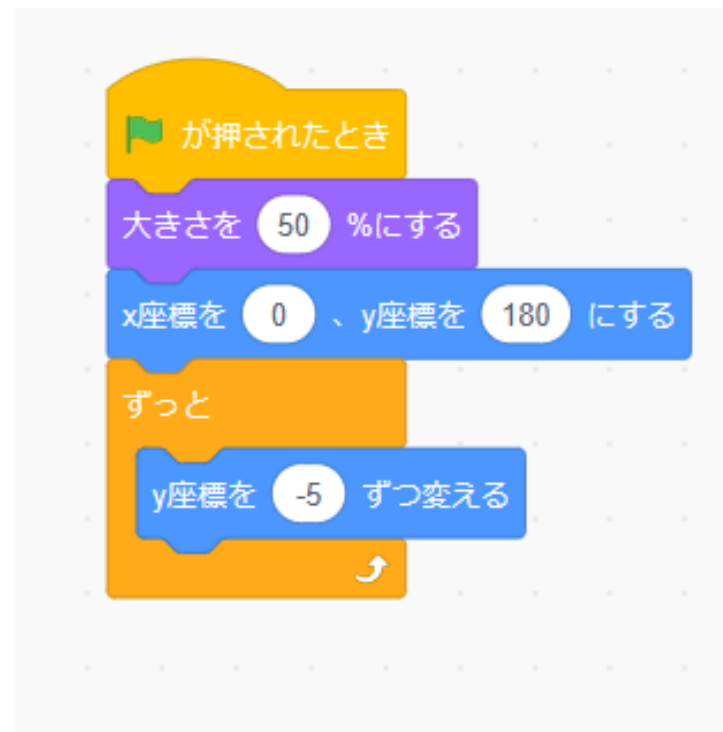 が押されたとき
大きさを 50 %にする
x座標を 0 、y座標を 180 にする
ずっと
y座標を -5 ずつ変える